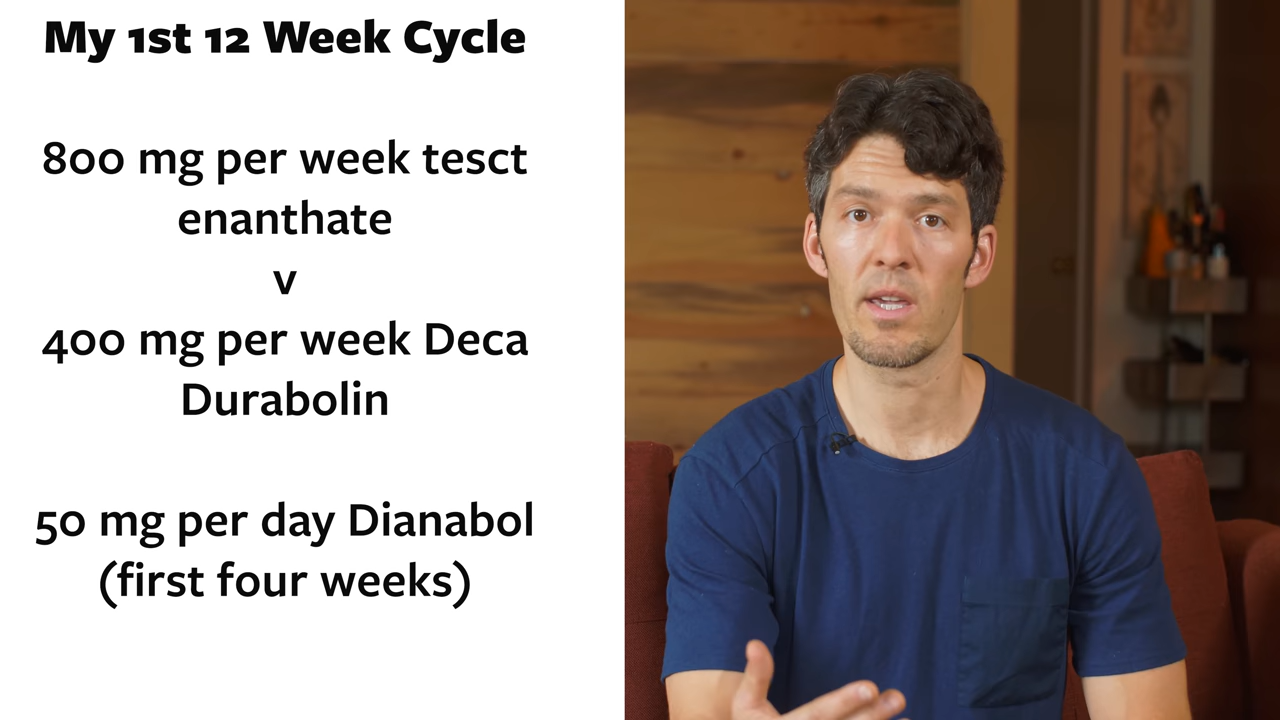 My 1st 12 Week Cycle
800 mg per week tesct
enanthate
v
400 mg per week Deca
Durabolin
50 mg per day Dianabol
(first four weeks)